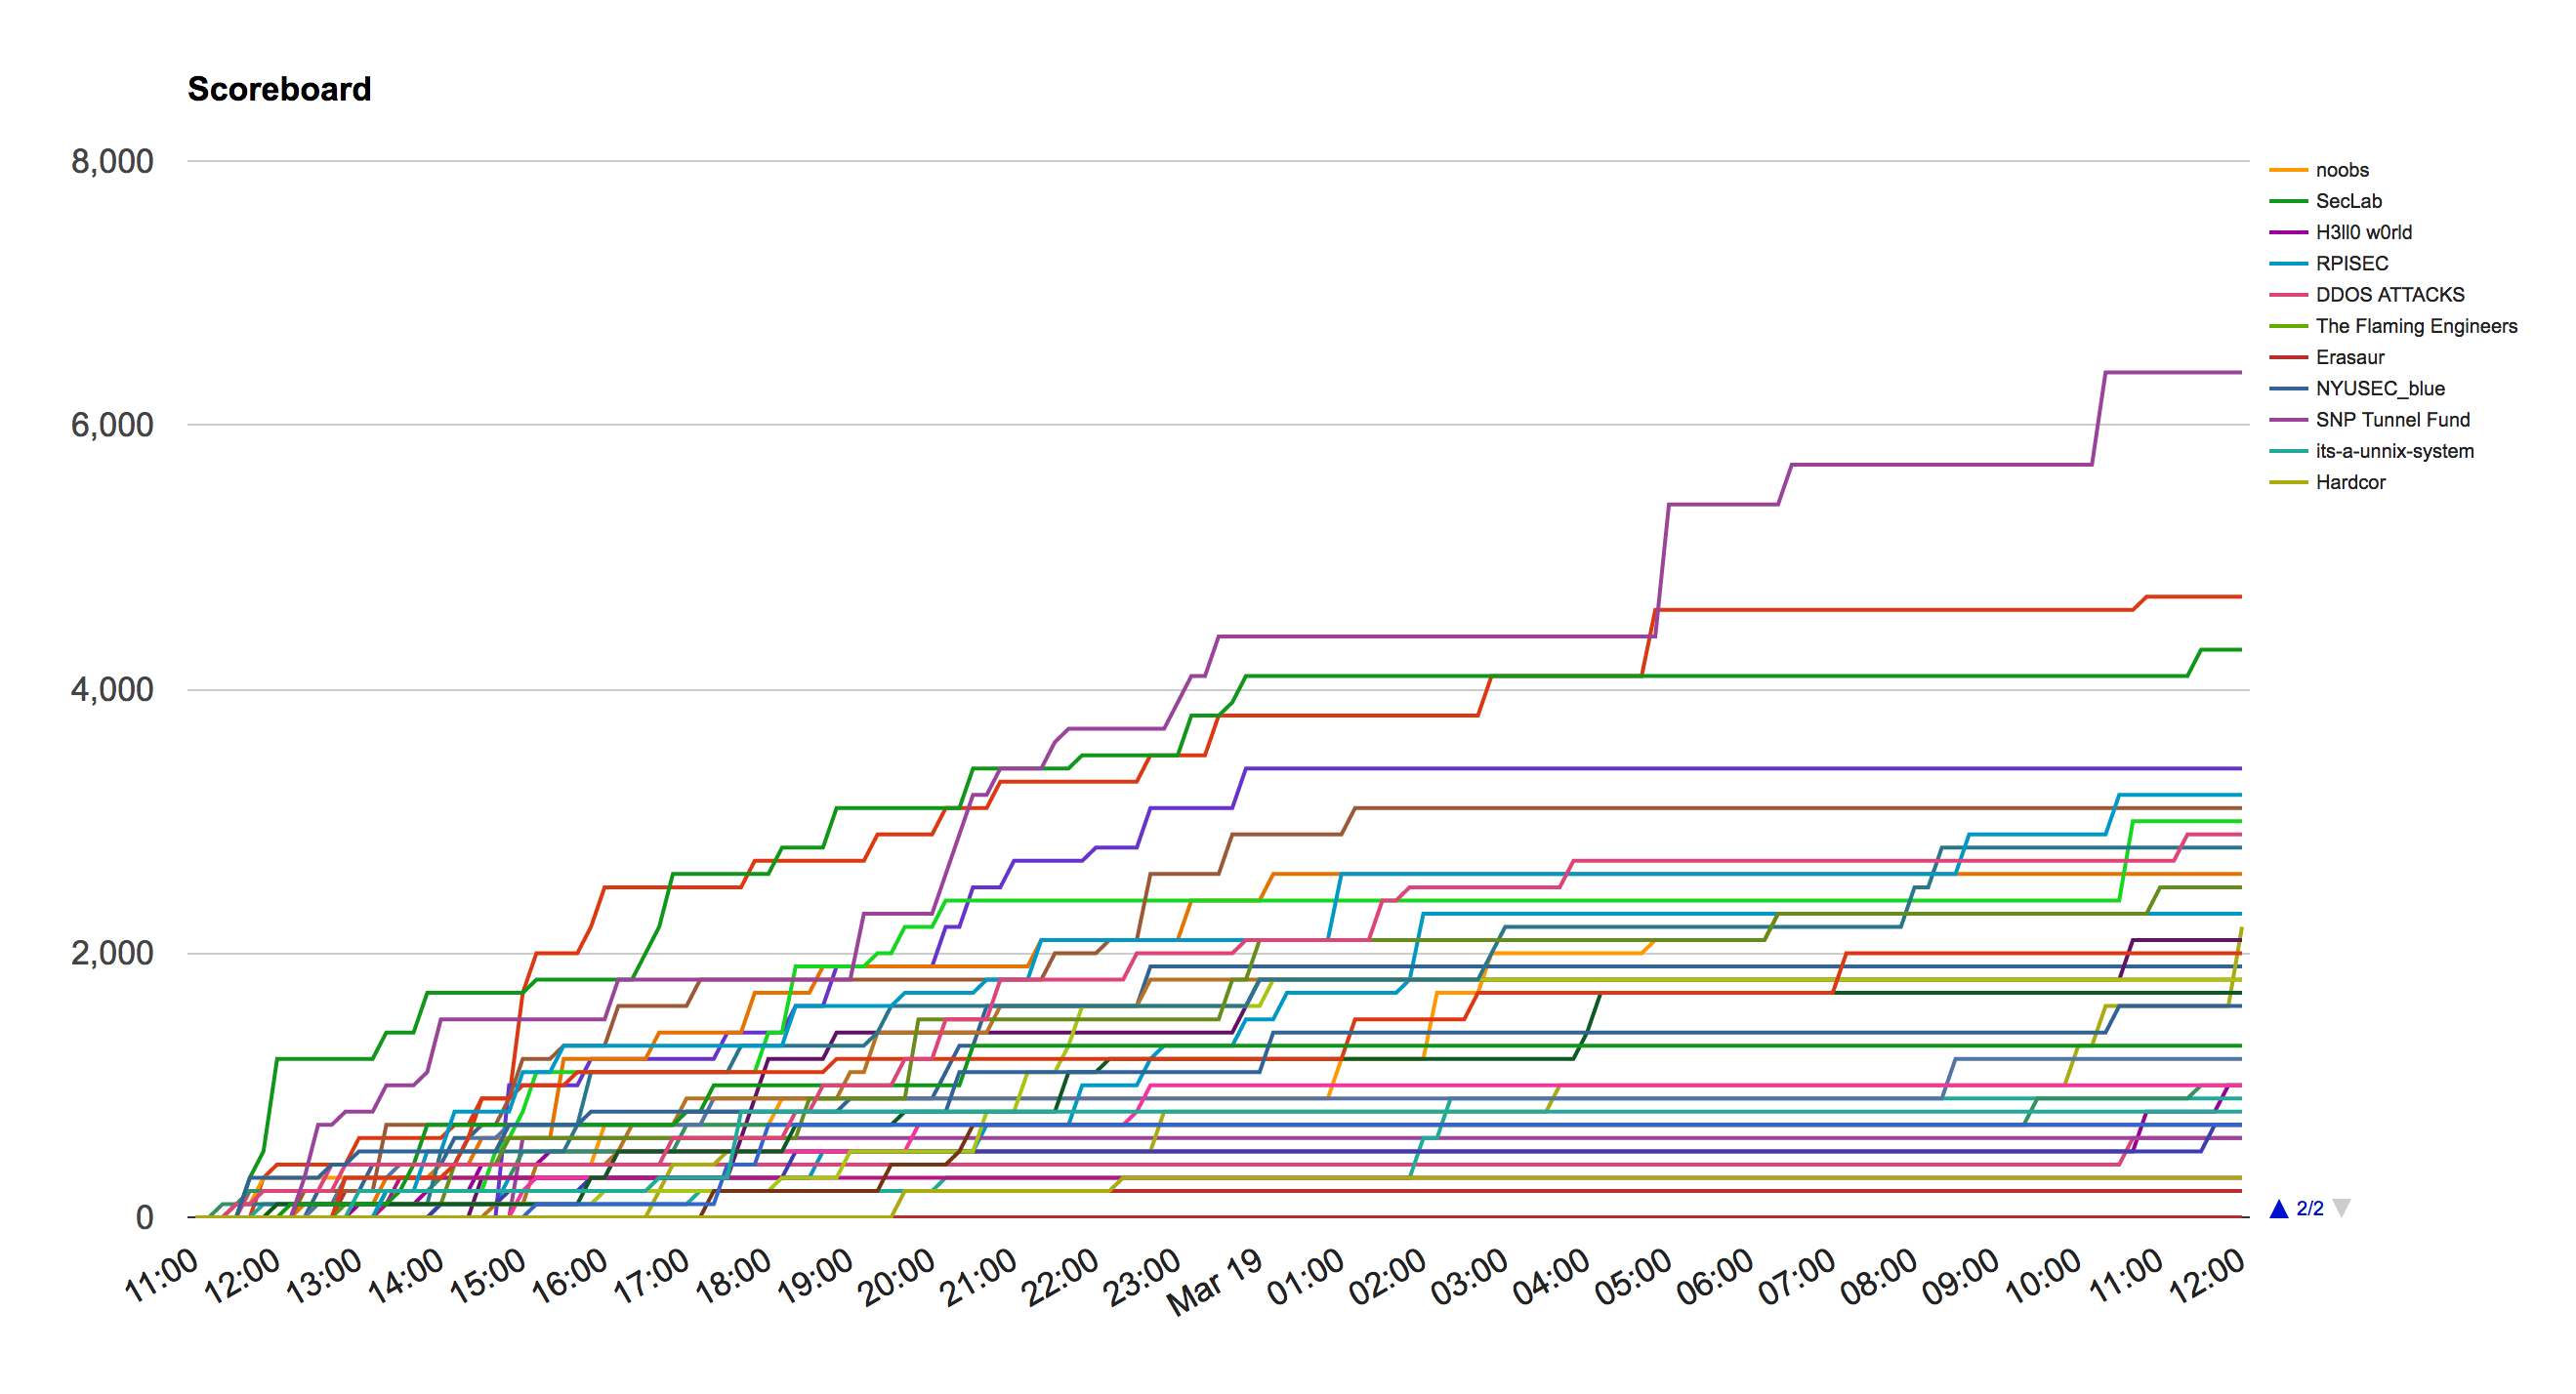 Scoreboard
8,000
6,000
4,000
2,000
0
11:00
12:00
13:00
14:00
15:00
16:00
17:00
18:00
19:00
20:00
21:00
22:00
23:00
Mar 19
01:00
02:00
03:00
04:00
05:00
06:00
07:00
08:00
09:00
10:00
11:00
12:00
noobs
SecLab
H3ll0 w0rld
RPISEC
DDOS ATTACKS
The Flaming Engineers
Erasaur
NYUSEC_blue
SNP Tunnel Fund
its-a-unnix-system
Hardcor
2/2